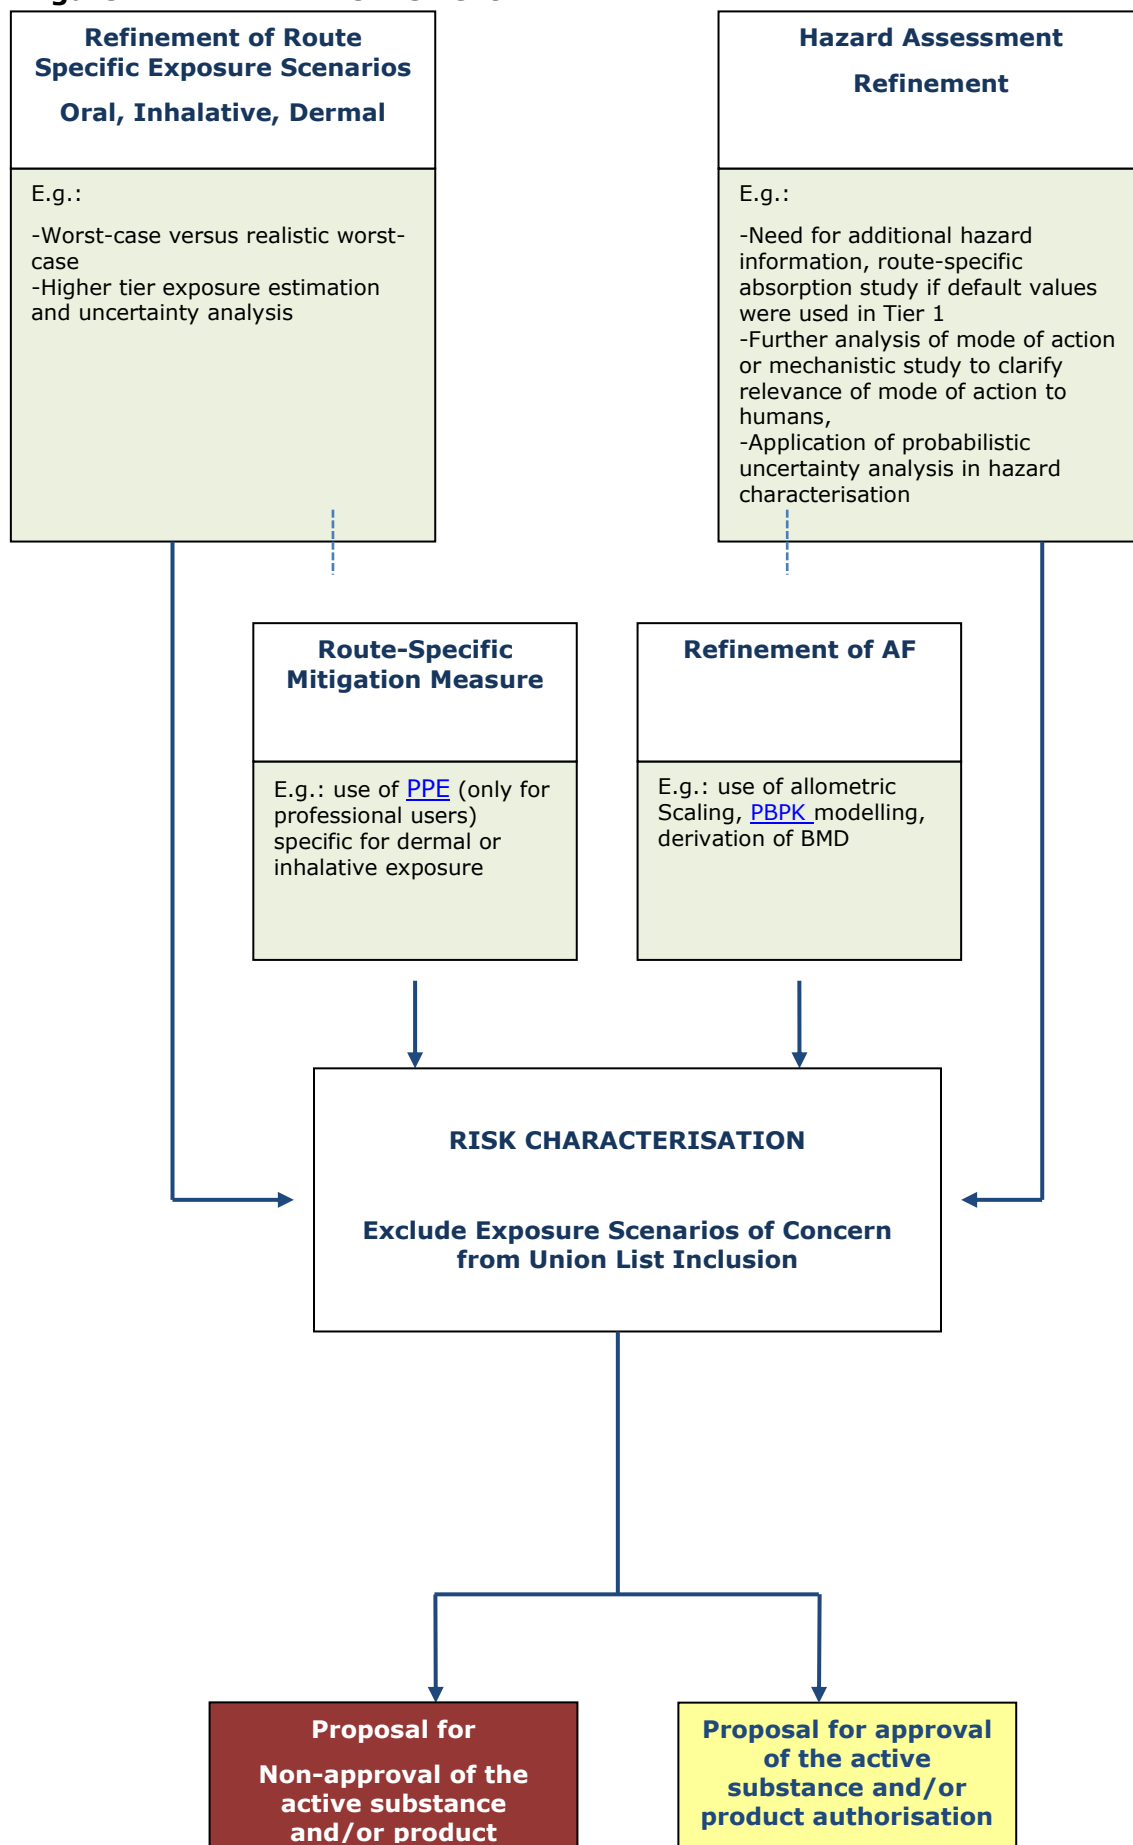 Refinement of Route
Specific Exposure Scenarios
Oral, Inhalative, Dermal
E.g.:
-Worst-case versus realistic worst-
case
-Higher tier exposure estimation
and uncertainty analysis
Hazard Assessment
Refinement
E.g.:
-Need for additional hazard
information, route-specific
absorption study if default values
were used in Tier 1
-Further analysis of mode of action
or mechanistic study to clarify
relevance of mode of action to
humans,
-Application of probabilistic
uncertainty analysis in hazard
characterisation
Route-Specific
Mitigation Measure
E.g.: use of PPE (only for
professional users)
specific for dermal or
inhalative exposure
Refinement of AF
E.g.: use of allometric
Scaling, PBPK modelling,
derivation of BMD
RISK CHARACTERISATION
Exclude Exposure Scenarios of Concern
from Union List Inclusion
Proposal for
Non-approval of the
active substance
and/or product
Proposal for approval
of the active
substance and/or
product authorisation